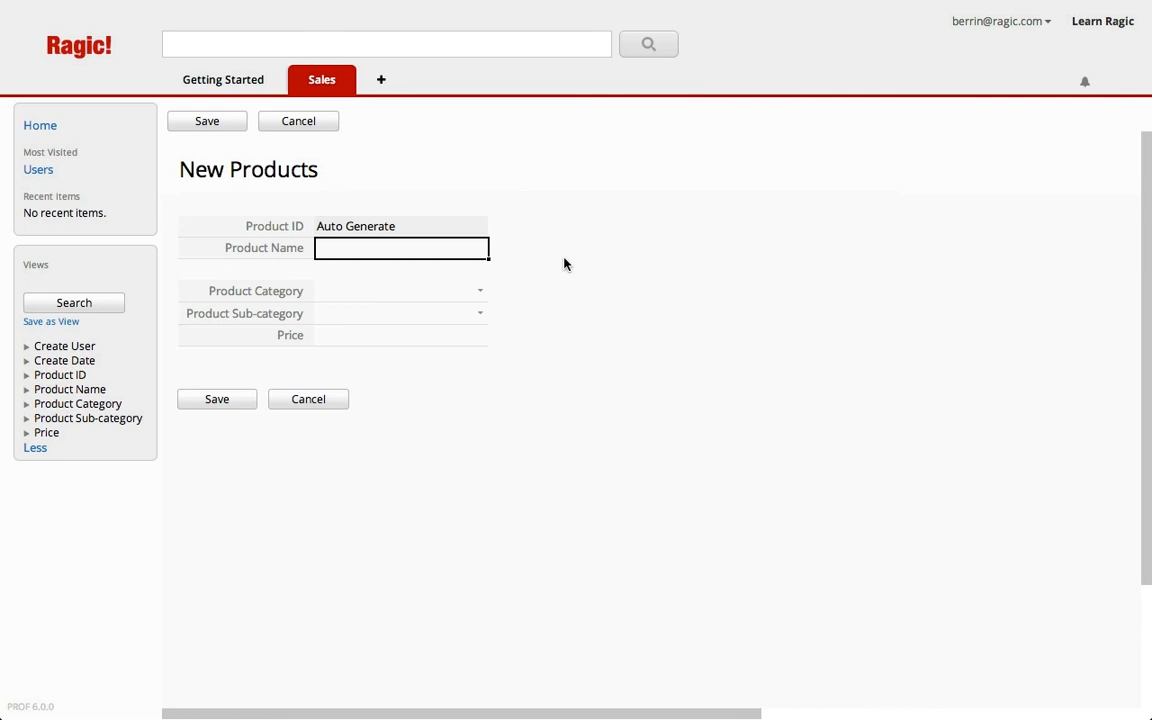 berrin@ragic.com
Learn Ragic
Ragic!
Getting Started
Sales
+
Home
Most Visited
Users
Recent Items
No recent items.
Views
Search
Save as View
Create User
Create Date
Product ID
Product Name
Product Category
Product Sub-category
Price
Less
PROF 6.0.0
Save Cancel
New Products
Product ID Auto Generate
Product Name
Product Category
Product Sub-category
Price
Save Cancel